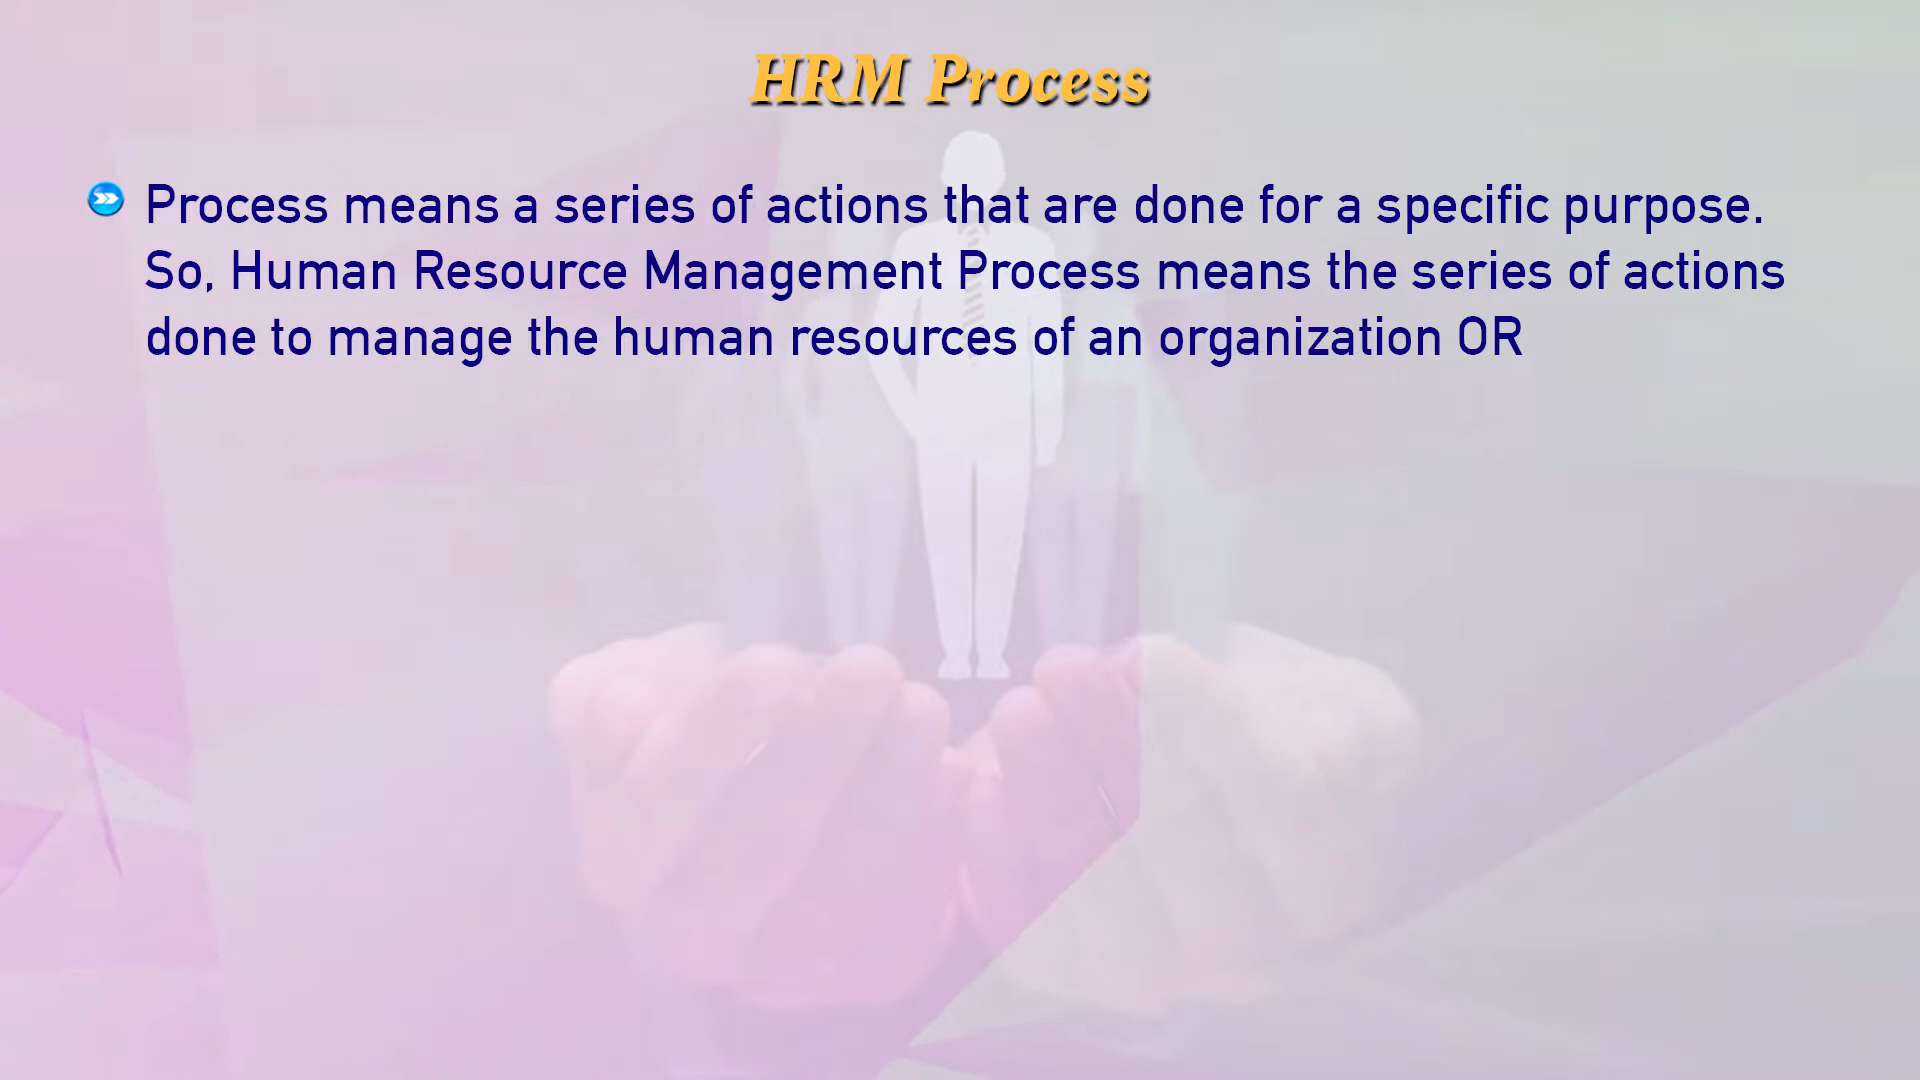 HRM Process
Process means a series of actions that are done for a specific purpose.
So, Human Resource Management Process means the series of actions
done to manage the human resources of an organization OR